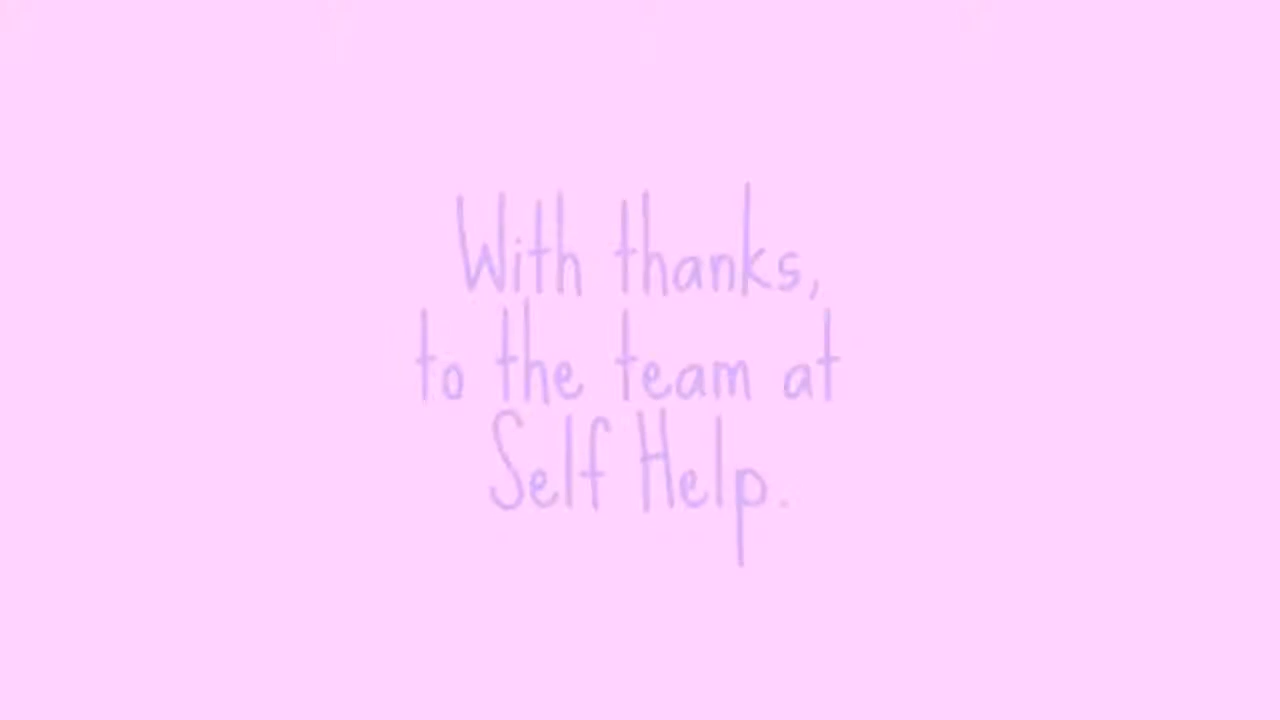 With thanks,
to the team at
Self Help.